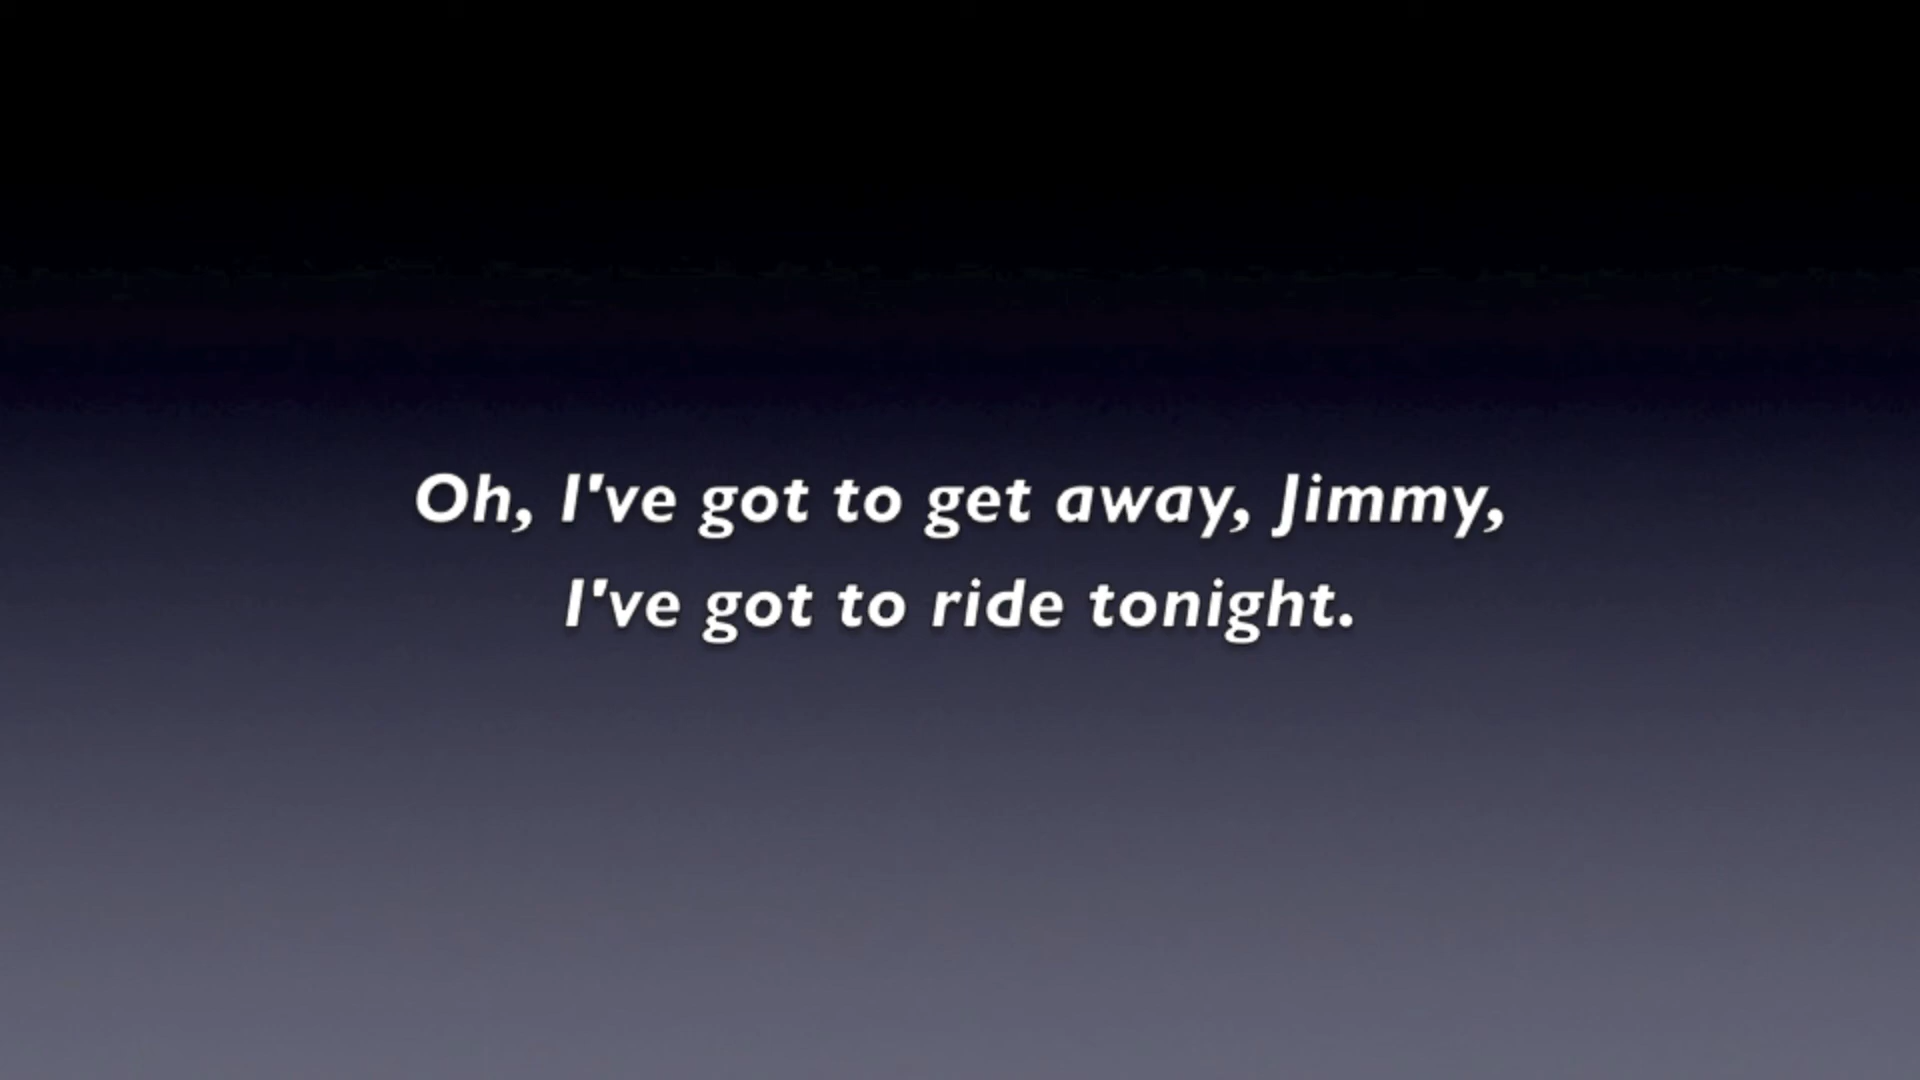 Oh, I've got to get away, Jimmy,
I've got to ride tonight.